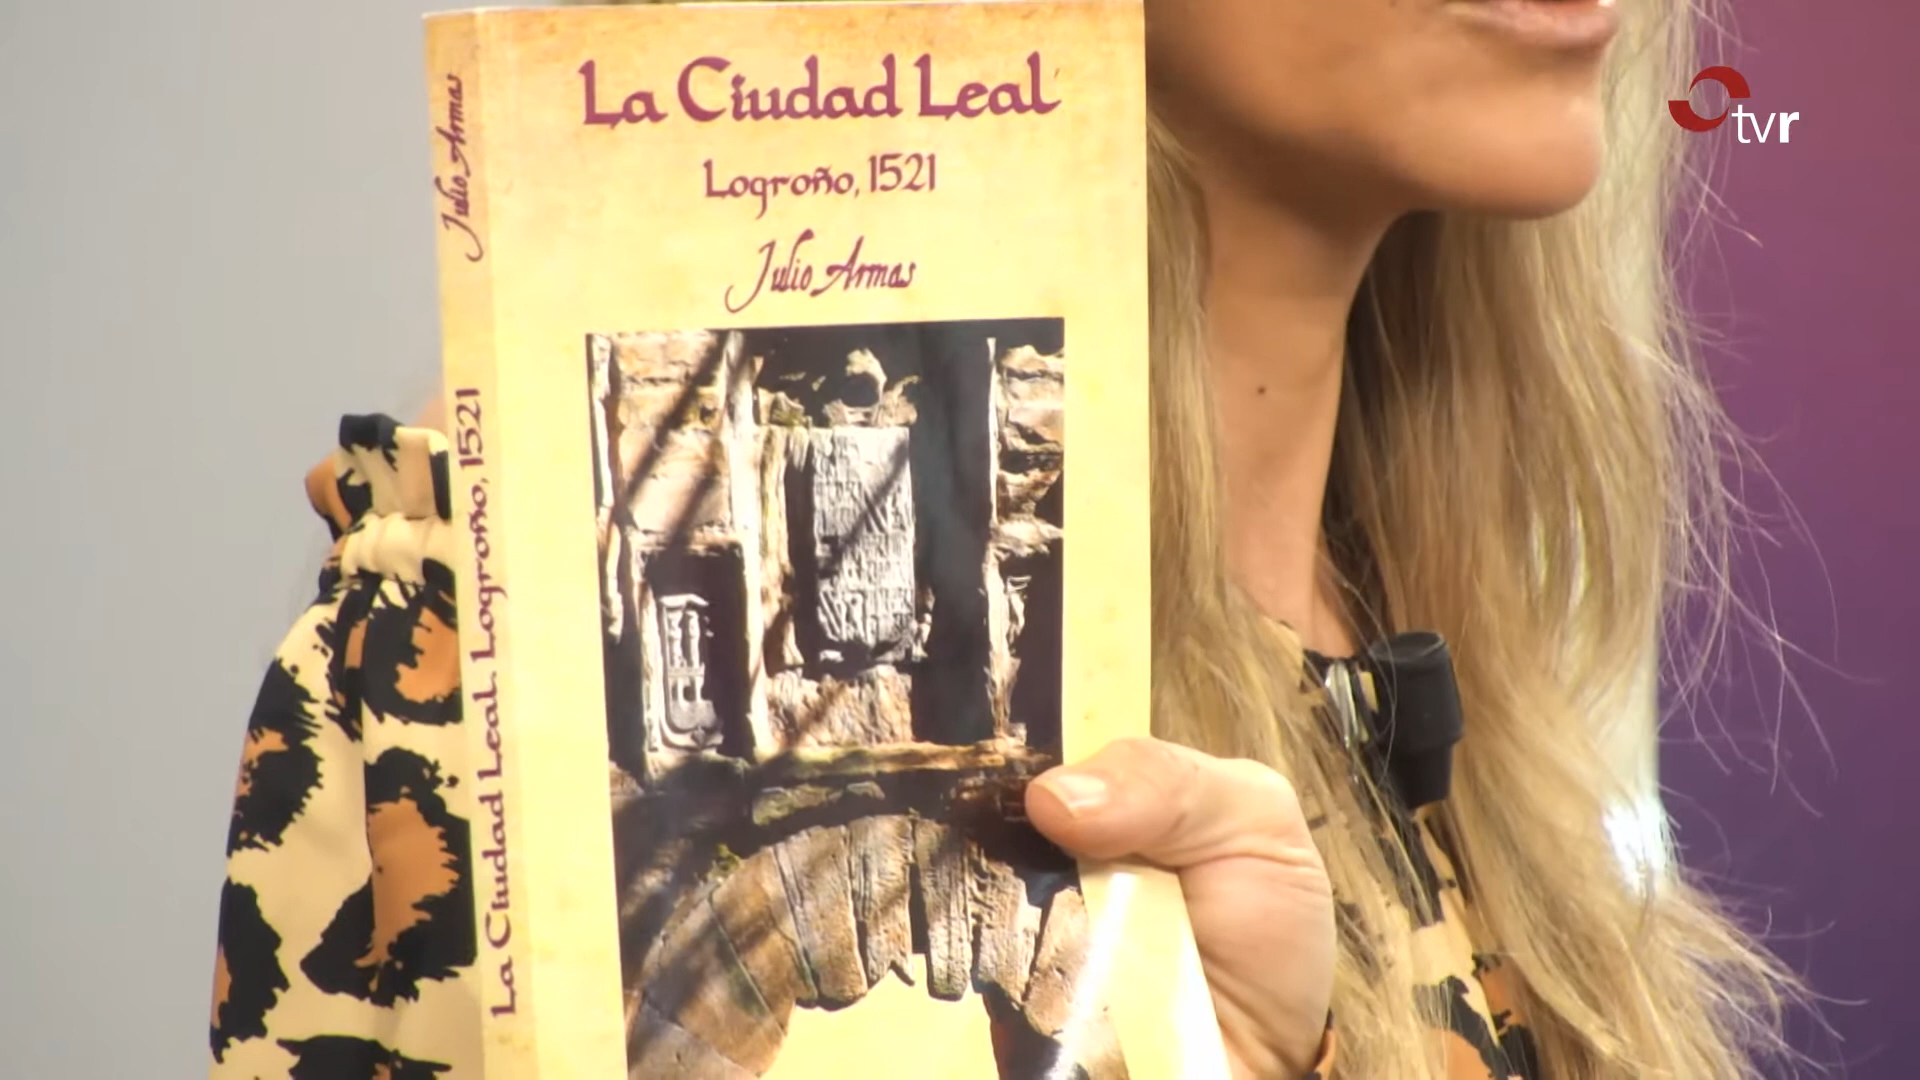 La Ciudad Leal
Logroño, 1521
Julio Armas
Julio Armas
La Ciudad Leal. Logroño, 1521
tvr